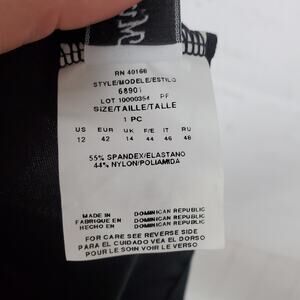 RN 40166
STYLE/MODELE/ESTILO
68901
LOT 10000354 PF
SIZE/TAILLE/TALLE
1 PC
US EUR UK F/E IT RU
12 42 14 44 46 48
55% SPANDEX/ELASTANO
44% NYLON/POLIAMIDA
MADE IN DOMINICAN REPUBLIC
FABRIQUE EN DOMINICAN REPUBLIC
HECHO EN DOMINICAN REPUBLIC
FOR CARE SEE REVERSE SIDE
PARA EL CUIDADO VEA EL DORSO
POUR LE SOIN VOIR LE VERSO